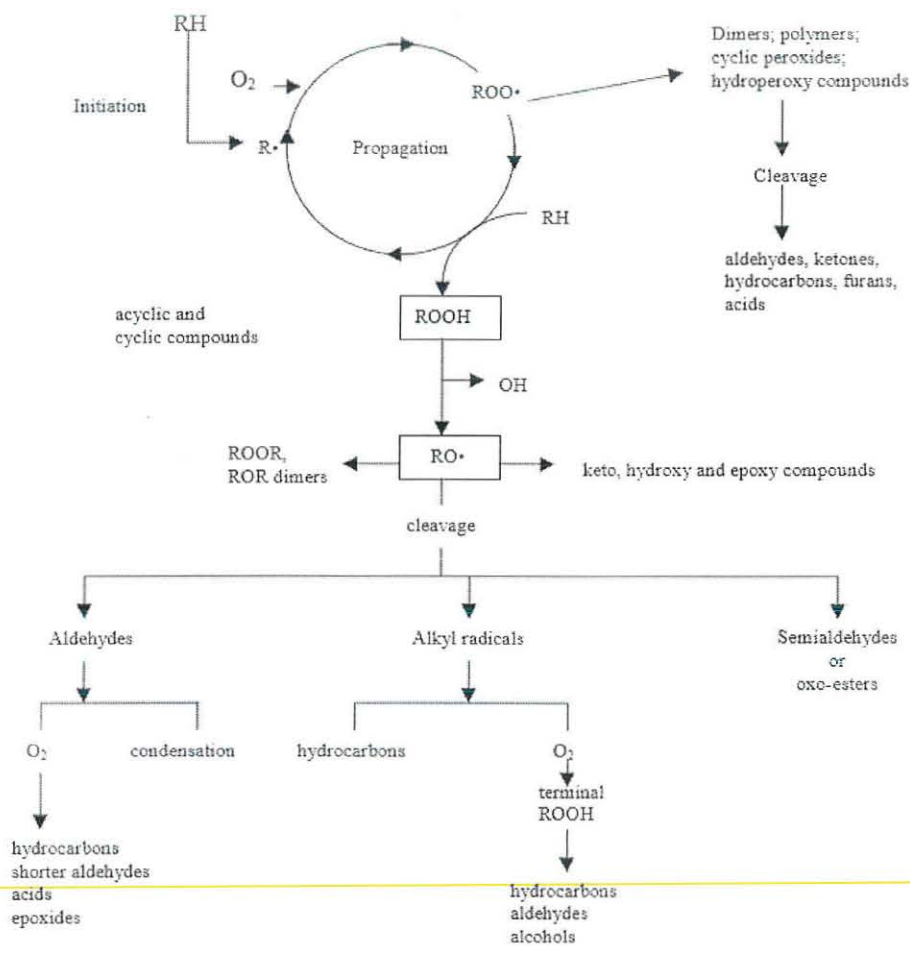 RH
Dimers; polymers;
cyclic peroxides;
hydroperoxy compounds
O₂
ROO•
Initiation
R•
Propagation
Cleavage
RH
aldehydes, ketones,
hydrocarbons, furans,
acids
acyclic and
cyclic compounds
ROOH
OH
ROOR,
ROR dimers
RO•
keto, hydroxy and epoxy compounds
cleavage
Aldehydes
Alkyl radicals
Semialdehydes
or
oxo-esters
O₂
condensation
hydrocarbons
O₂
terminal
ROOH
hydrocarbons
shorter aldehydes
acids
epoxides
hydrocarbons
aldehydes
alcohols